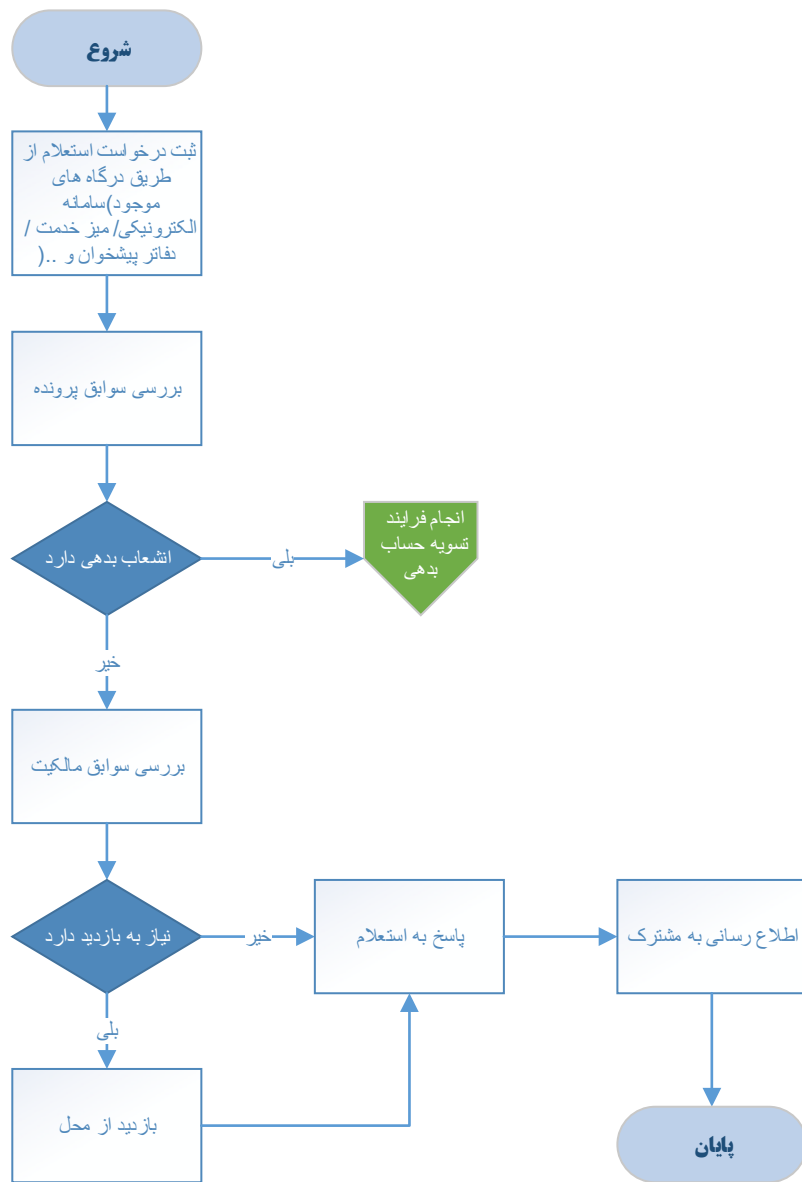 شروع
ثبت درخواست استعلام از
طریق درگاه های
موجود)سامانه
الکترونیکی/ میز خدمت /
دفاتر پیشخوان و ..(
بررسی سوابق پرونده
انشعاب بدهی دارد
بلی
انجام فرایند
تسویه حساب
بدهی
خیر
بررسی سوابق مالکیت
نیاز به بازدید دارد
خیر
پاسخ به استعلام
اطلاع رسانی به مشترک
بلی
بازدید از محل
پایان